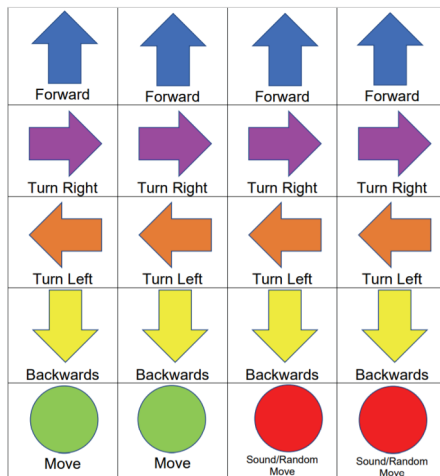 Forward Forward Forward Forward
Turn Right Turn Right Turn Right Turn Right
Turn Left Turn Left Turn Left Turn Left
Backwards Backwards Backwards Backwards
Move Move Sound/Random Sound/Random
Move Move